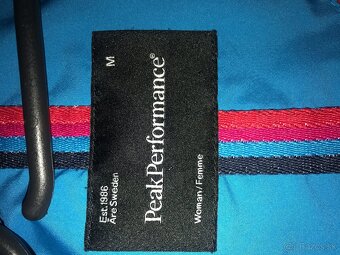 M
PeakPerformance®
Woman/Femme
Est.1986
Are Sweden